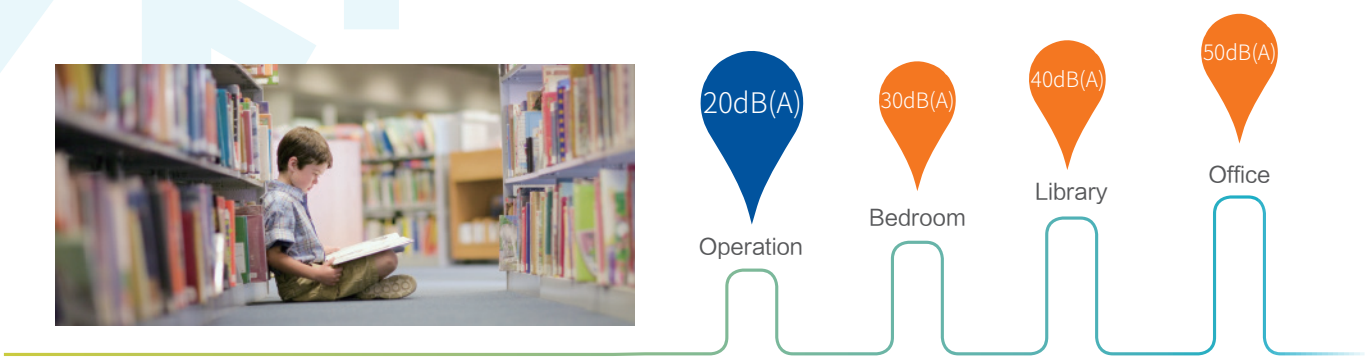 20dB(A)
Operation
30dB(A)
Bedroom
40dB(A)
Library
50dB(A)
Office